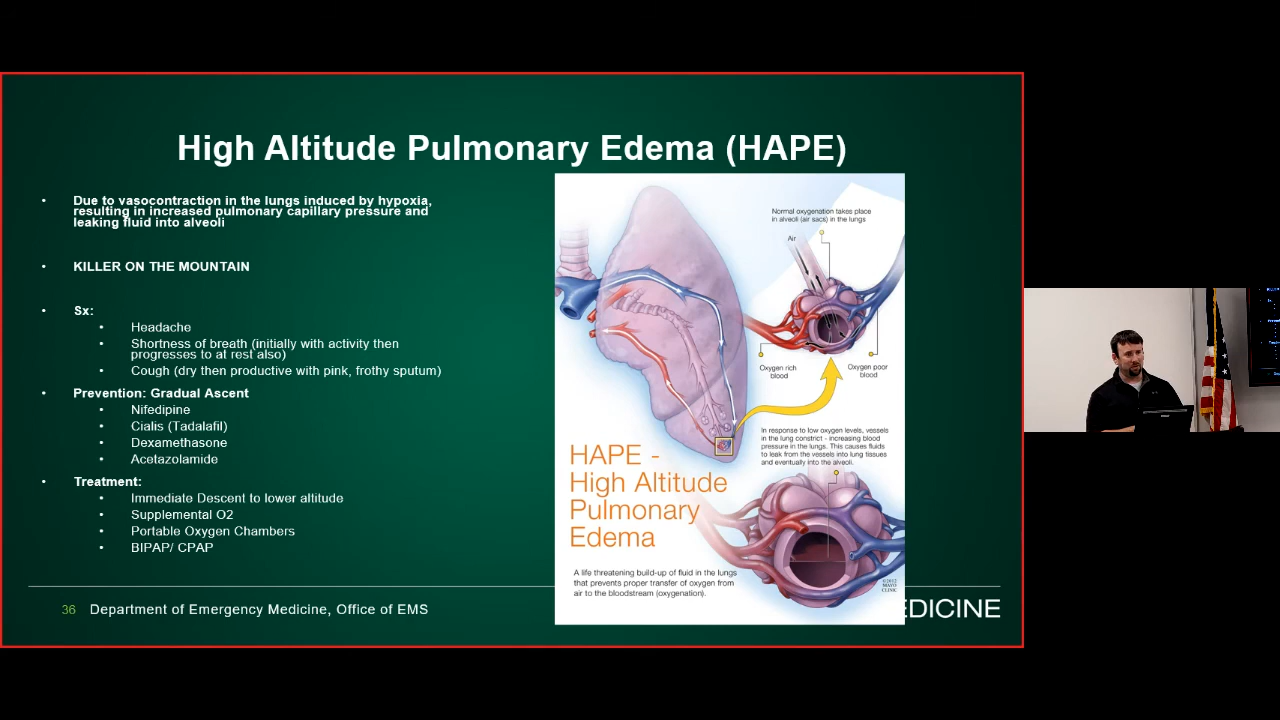 High Altitude Pulmonary Edema (HAPE)
• Due to vasocontraction in the lungs induced by hypoxia,
resulting in increased pulmonary capillary pressure and
leaking fluid into alveoli
• KILLER ON THE MOUNTAIN
• Sx:
• Headache
• Shortness of breath (initially with activity then
progresses to at rest also)
• Cough (dry then productive with pink, frothy sputum)
• Prevention: Gradual Ascent
• Nifedipine
• Cialis (Tadalafil)
• Dexamethasone
• Acetazolamide
• Treatment:
• Immediate Descent to lower altitude
• Supplemental O2
• Portable Oxygen Chambers
• BIPAP/ CPAP
Normal oxygenation takes place
in alveoli (air sacs) in the lungs
Air
Oxygen rich
blood
Oxygen poor
blood
In response to low oxygen levels, vessels
in the lung constrict - increasing blood
pressure in the lungs. This causes fluids
to leak from the vessels into lung tissues
and eventually into the alveoli.
HAPE -
High Altitude
Pulmonary
Edema
A life threatening build-up of fluid in the lungs
that prevents proper transfer of oxygen from
air to the bloodstream (oxygenation).
©2012
MAYO
CLINIC
36 Department of Emergency Medicine, Office of EMS
EDICINE